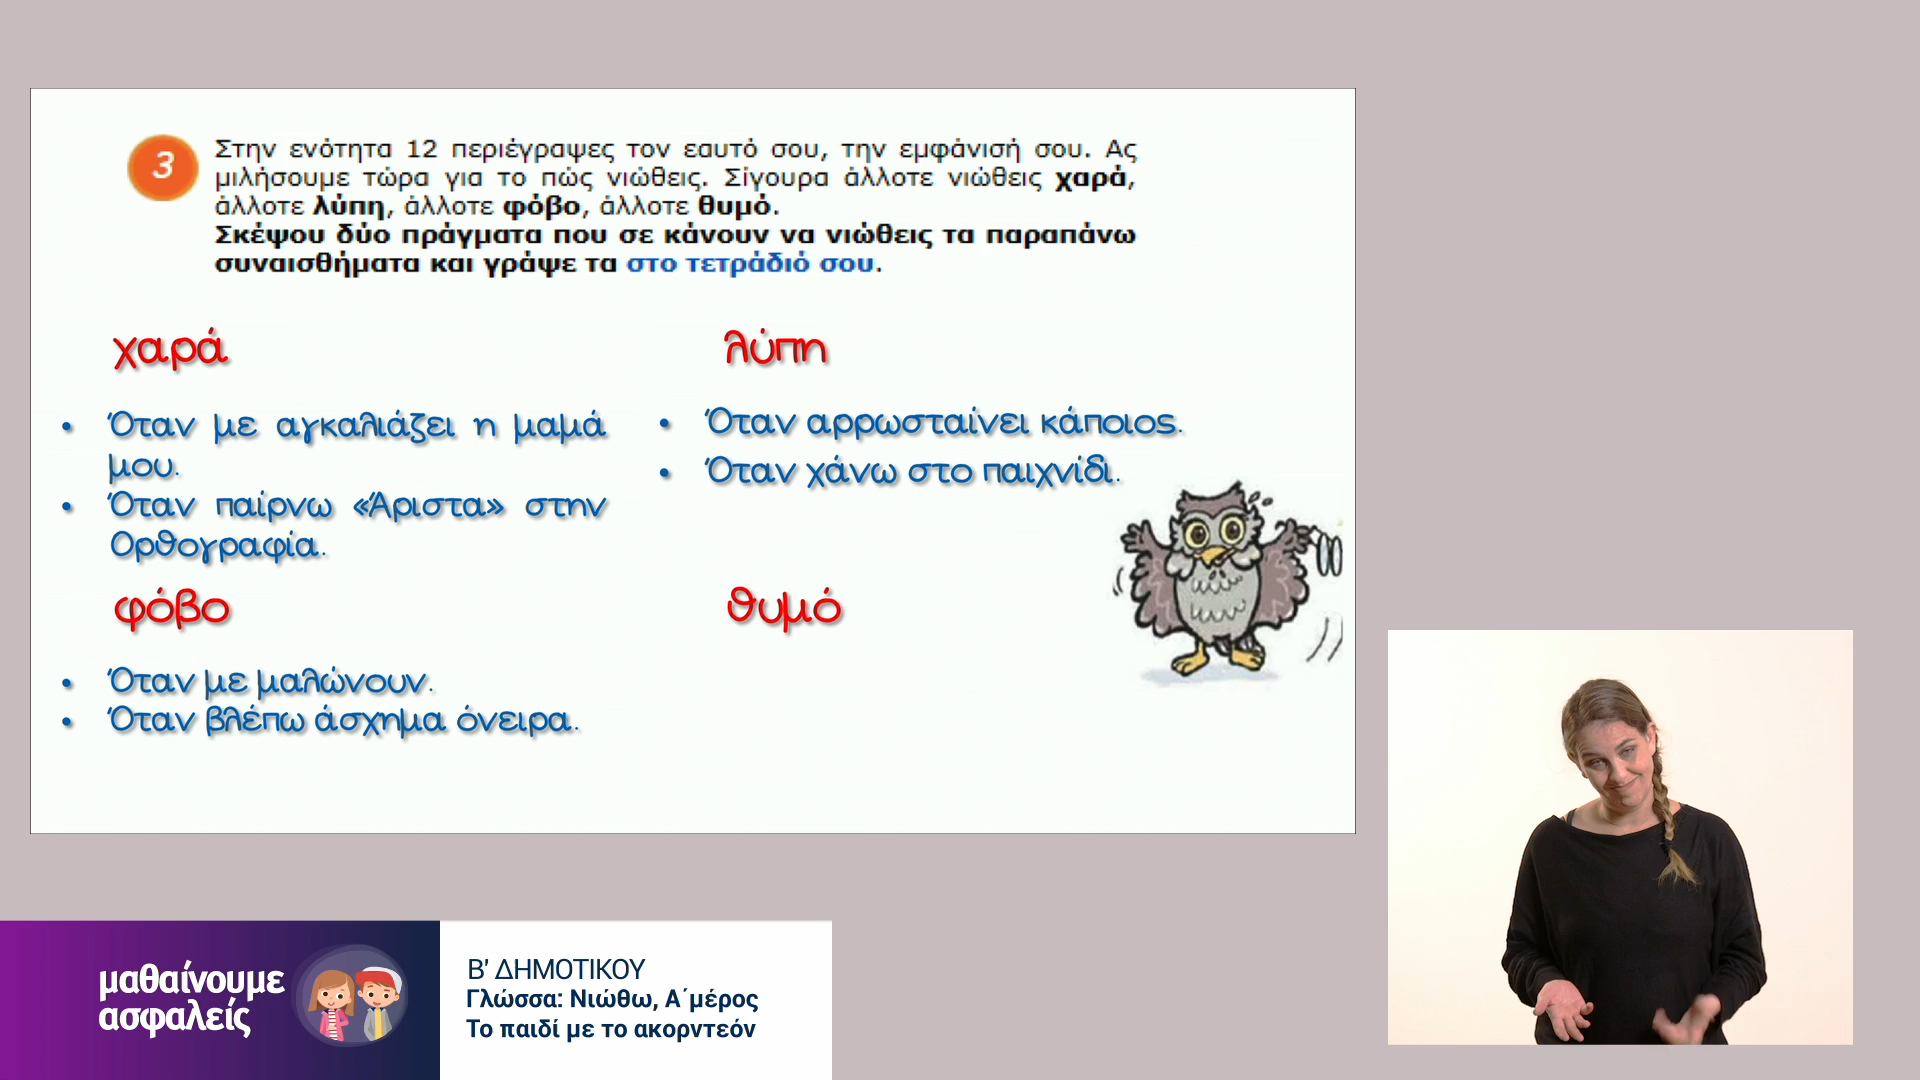 3
Στην ενότητα 12 περιέγραψες τον εαυτό σου, την εμφάνισή σου. Ας
μιλήσουμε τώρα για το πώς νιώθεις. Σίγουρα άλλοτε νιώθεις χαρά,
άλλοτε λύπη, άλλοτε φόβο, άλλοτε θυμό.
Σκέψου δύο πράγματα που σε κάνουν να νιώθεις τα παραπάνω
συναισθήματα και γράψε τα στο τετράδιό σου.
χαρά
• Όταν με αγκαλιάζει η μαμά
μου.
• Όταν παίρνω «Άριστα» στην
Ορθογραφία.
λύπη
• Όταν αρρωσταίνει κάποιος.
• Όταν χάνω στο παιχνίδι.
φόβο
• Όταν με μαλώνουν.
• Όταν βλέπω άσχημα όνειρα.
θυμό
μαθαίνουμε
ασφαλείς
Β' ΔΗΜΟΤΙΚΟΥ
Γλώσσα: Νιώθω, Α΄μέρος
Το παιδί με το ακορντεόν